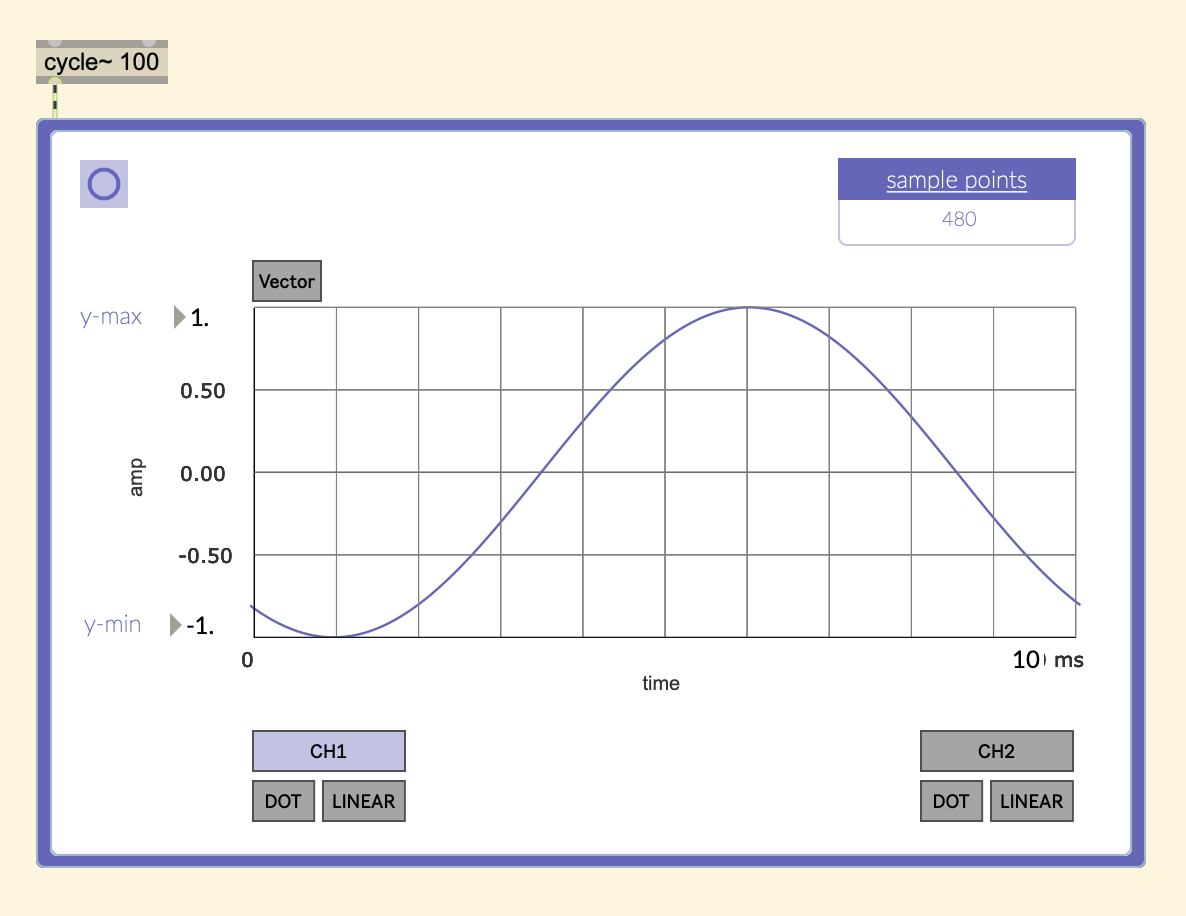 cycle~ 100
sample points
480
Vector
y-max 1.
0.50
amp
0.00
-0.50
y-min -1.
0 10 ms
time
CH1 CH2
DOT LINEAR DOT LINEAR